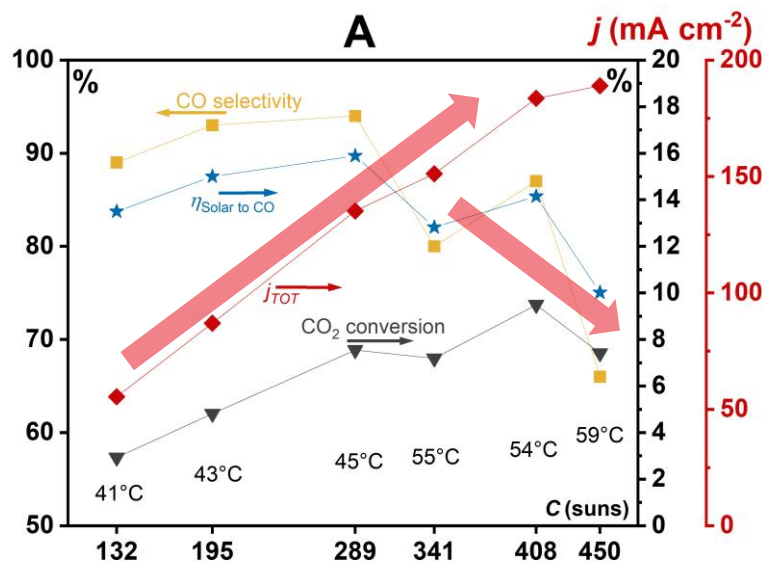 A
j (mA cm-2)
100
%
%
20
200
CO selectivity
18
90
16
150
ηSolar to CO
14
80
12
jTOT
10
100
CO2 conversion
70
8
6
50
60
59°C
54°C
45°C
55°C
4
43°C
41°C
2
C (suns)
50
0
0
132
195
289
341
408
450